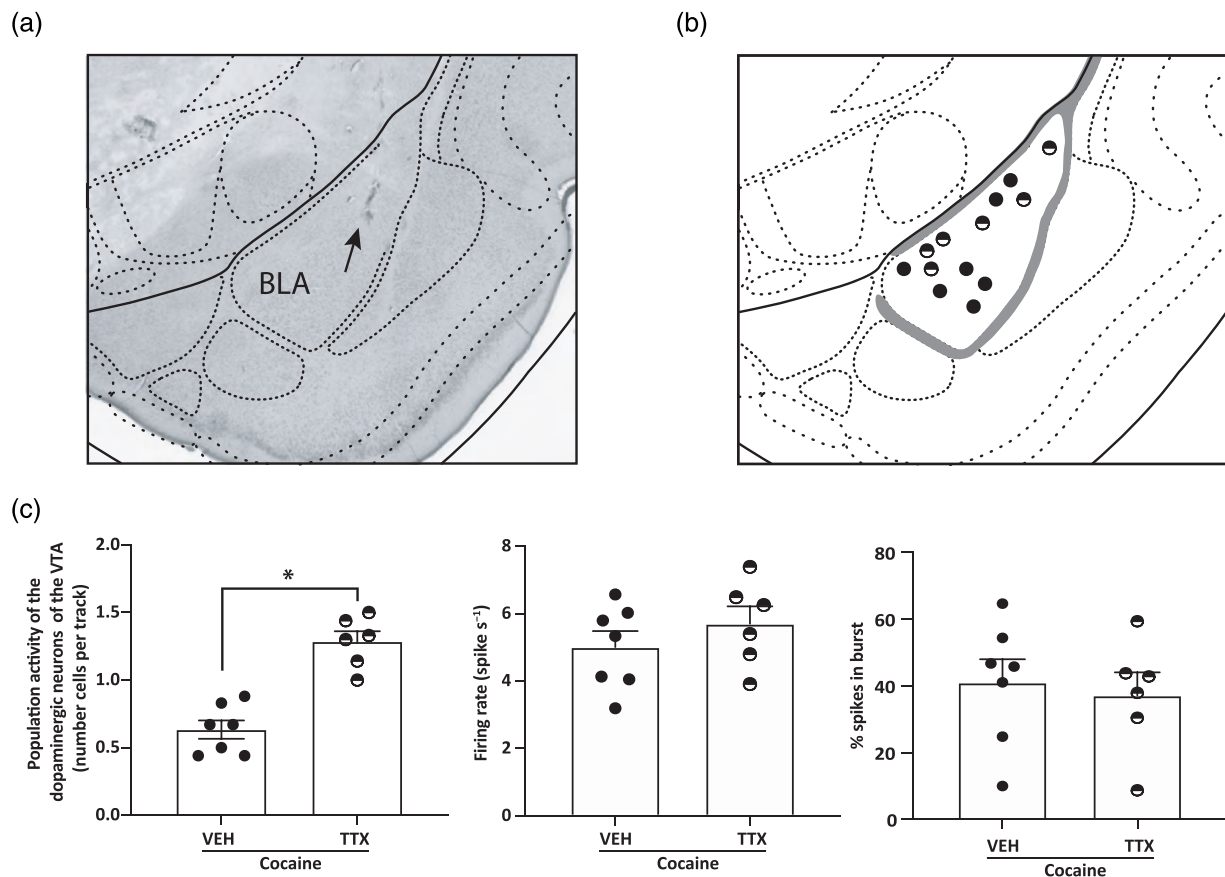 (a)
(b)
BLA
(c)
Population activity of the
dopaminergic neurons of the VTA
(number cells per track)
2.0
1.5
1.0
0.5
0.0
*
VEH
TTX
Cocaine
Firing rate (spike s⁻¹)
8
6
4
2
0
VEH
TTX
Cocaine
% spikes in burst
80
60
40
20
0
VEH
TTX
Cocaine